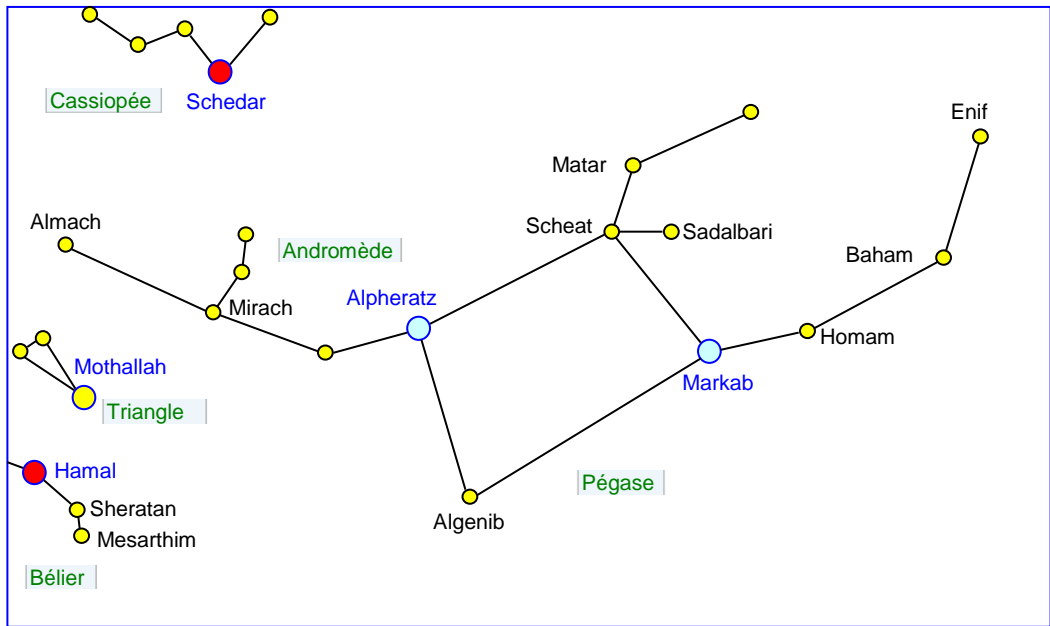 Cassiopée
Schedar
Enif
Matar
Almach
Scheat
Sadalbari
Andromède
Baham
Alpheratz
Mirach
Homam
Mothallah
Markab
Triangle
Hamal
Pégase
Sheratan
Algenib
Mesarthim
Bélier